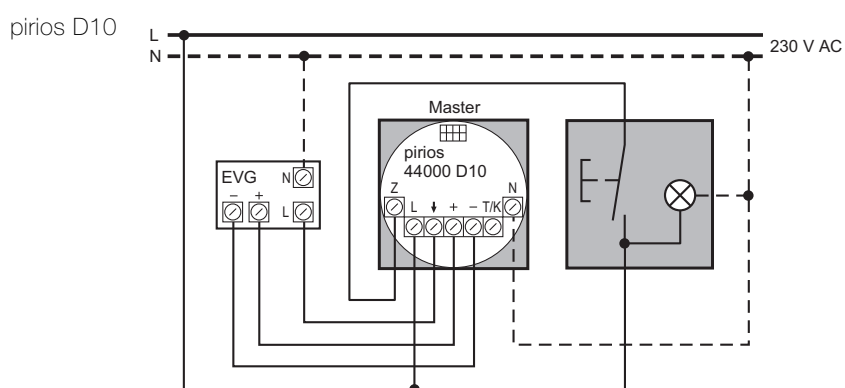 pirios D10
L
N
230 V AC
Master
pirios
44000 D10
EVG
N
− +
L
Z
L ↓ + − T/K
N